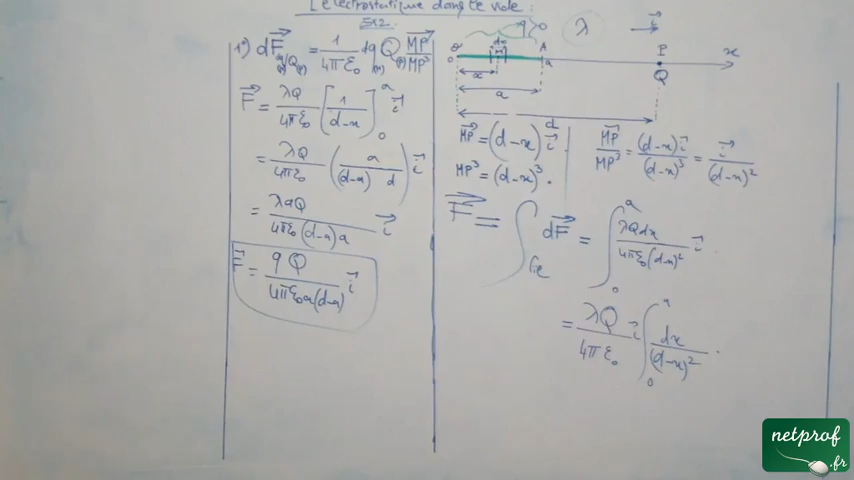 L'électrostatique dans le vide :
Ex2.
1°) dF⃗ = 1/4πε₀ dq Q MP⃗/MP³
F⃗ = λQ/4πε₀ [1/d-x]₀ᵃ i⃗
= λQ/4πε₀ (a/(d-a) d) i⃗
= λaQ/4πε₀(d-a)a i⃗
F⃗ = qQ/4πε₀a(d-a) i⃗
q>0 λ i⃗
dx
O A P x
o a Q
x
a
d
MP⃗ = (d-x) i⃗
MP³ = (d-x)³.
MP⃗/MP³ = (d-x)i⃗/(d-x)³ = i⃗/(d-x)²
F⃗ = ∫ dF⃗ = ∫₀ᵃ λQdx/4πε₀(d-x)² i⃗
= λQ/4πε₀ i⃗ ∫₀ᵃ dx/(d-x)².
netprof
.fr